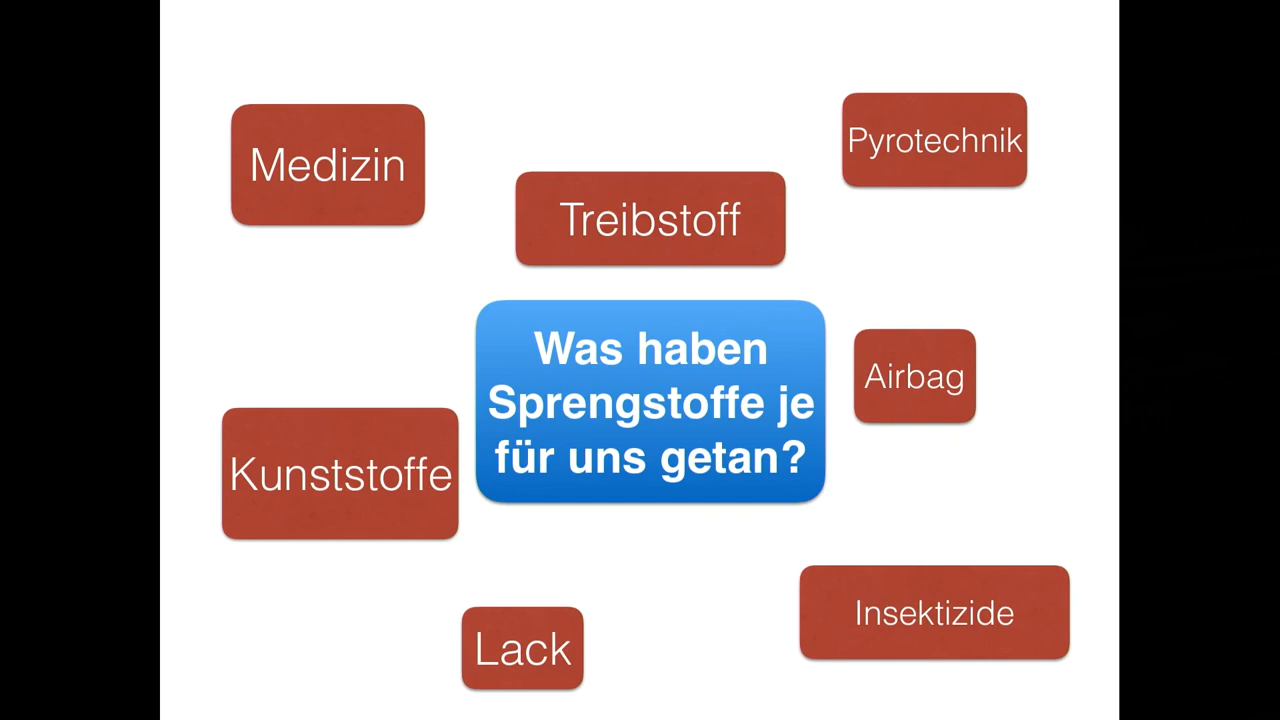 Medizin
Pyrotechnik
Treibstoff
Was haben
Sprengstoffe je
für uns getan?
Airbag
Kunststoffe
Insektizide
Lack